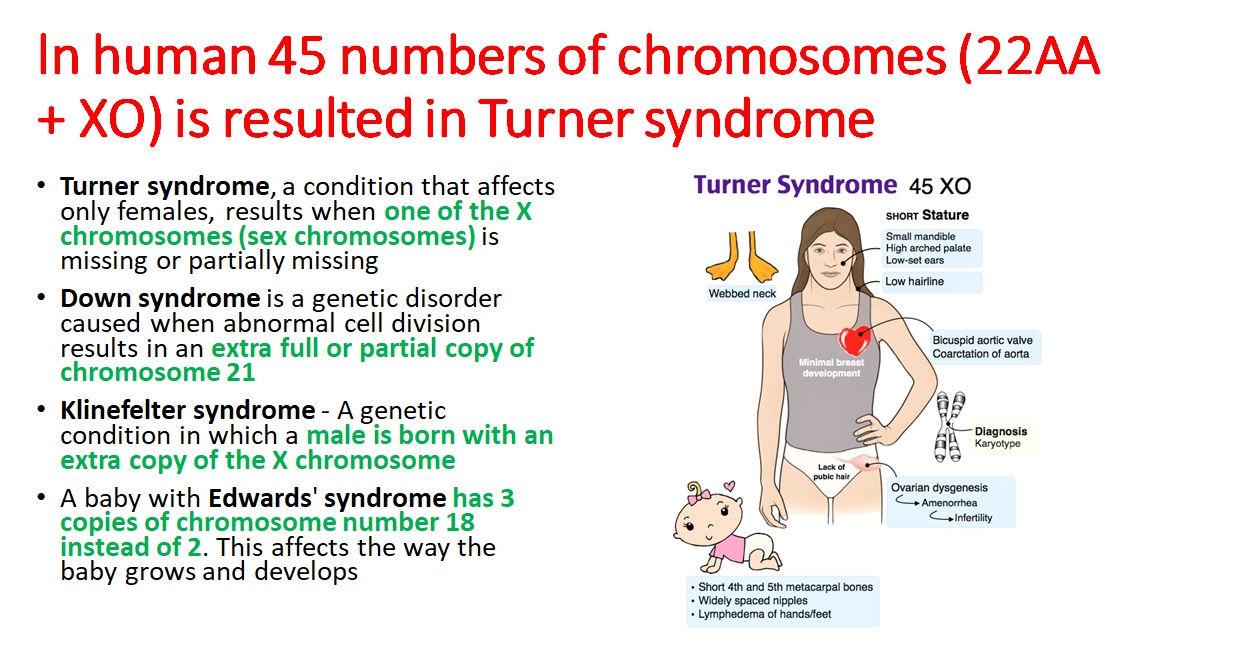 In human 45 numbers of chromosomes (22AA
+ XO) is resulted in Turner syndrome
• Turner syndrome, a condition that affects
only females, results when one of the X
chromosomes (sex chromosomes) is
missing or partially missing
• Down syndrome is a genetic disorder
caused when abnormal cell division
results in an extra full or partial copy of
chromosome 21
• Klinefelter syndrome - A genetic
condition in which a male is born with an
extra copy of the X chromosome
• A baby with Edwards' syndrome has 3
copies of chromosome number 18
instead of 2. This affects the way the
baby grows and develops
Turner Syndrome 45 XO
SHORT Stature
Small mandible
High arched palate
Low-set ears
Low hairline
Webbed neck
Bicuspid aortic valve
Coarctation of aorta
Minimal breast
development
Diagnosis
Karyotype
Lack of
pubic hair
Ovarian dysgenesis
Amenorrhea
Infertility
• Short 4th and 5th metacarpal bones
• Widely spaced nipples
• Lymphedema of hands/feet